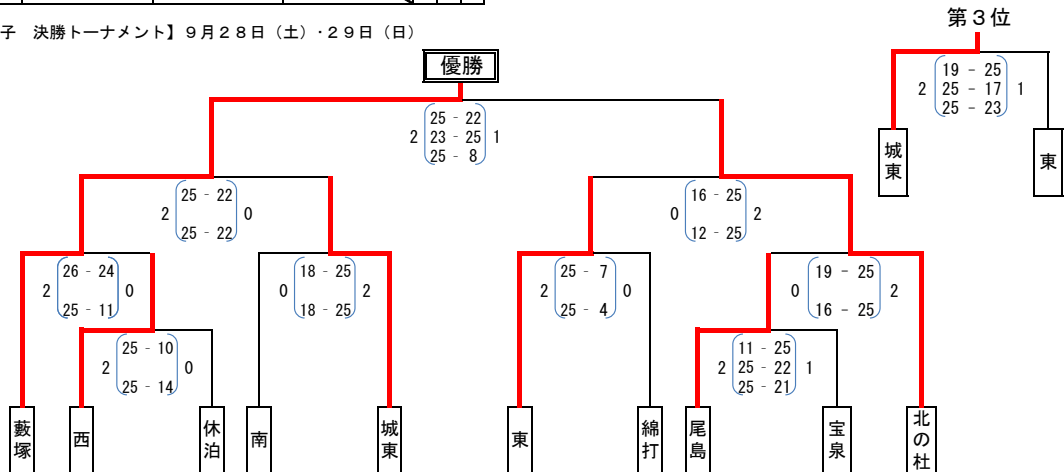 子 決勝トーナメント】９月２８日（土）・２９日（日）
第３位
優勝
19 - 25
2 25 - 17 1
25 - 23
城東
東
25 - 22
2 23 - 25 1
25 - 8
25 - 22
2 0
25 - 22
16 - 25
0 2
12 - 25
26 - 24
2 0
25 - 11
18 - 25
0 2
18 - 25
25 - 7
2 0
25 - 4
19 - 25
0 2
16 - 25
25 - 10
2 0
25 - 14
11 - 25
2 25 - 22 1
25 - 21
藪塚
西
休泊
南
城東
東
綿打
尾島
宝泉
北の杜